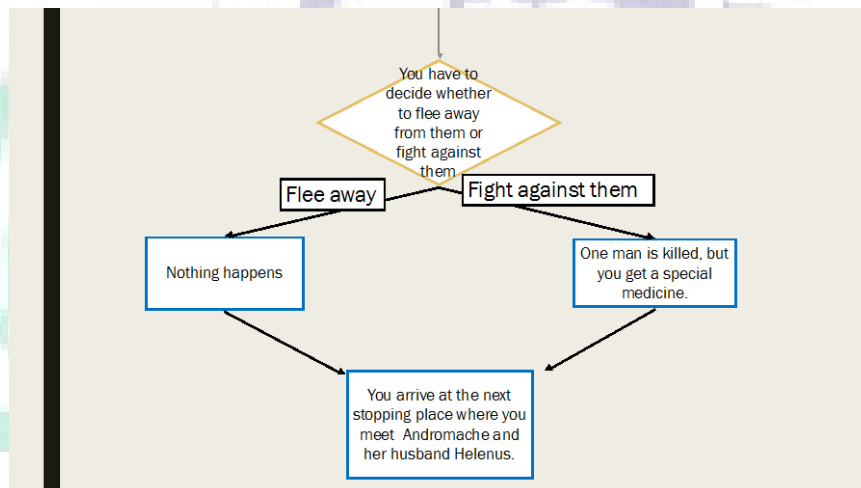 You have to
decide whether
to flee away
from them or
fight against
them
Flee away
Fight against them
Nothing happens
One man is killed, but
you get a special
medicine.
You arrive at the next
stopping place where you
meet Andromache and
her husband Helenus.